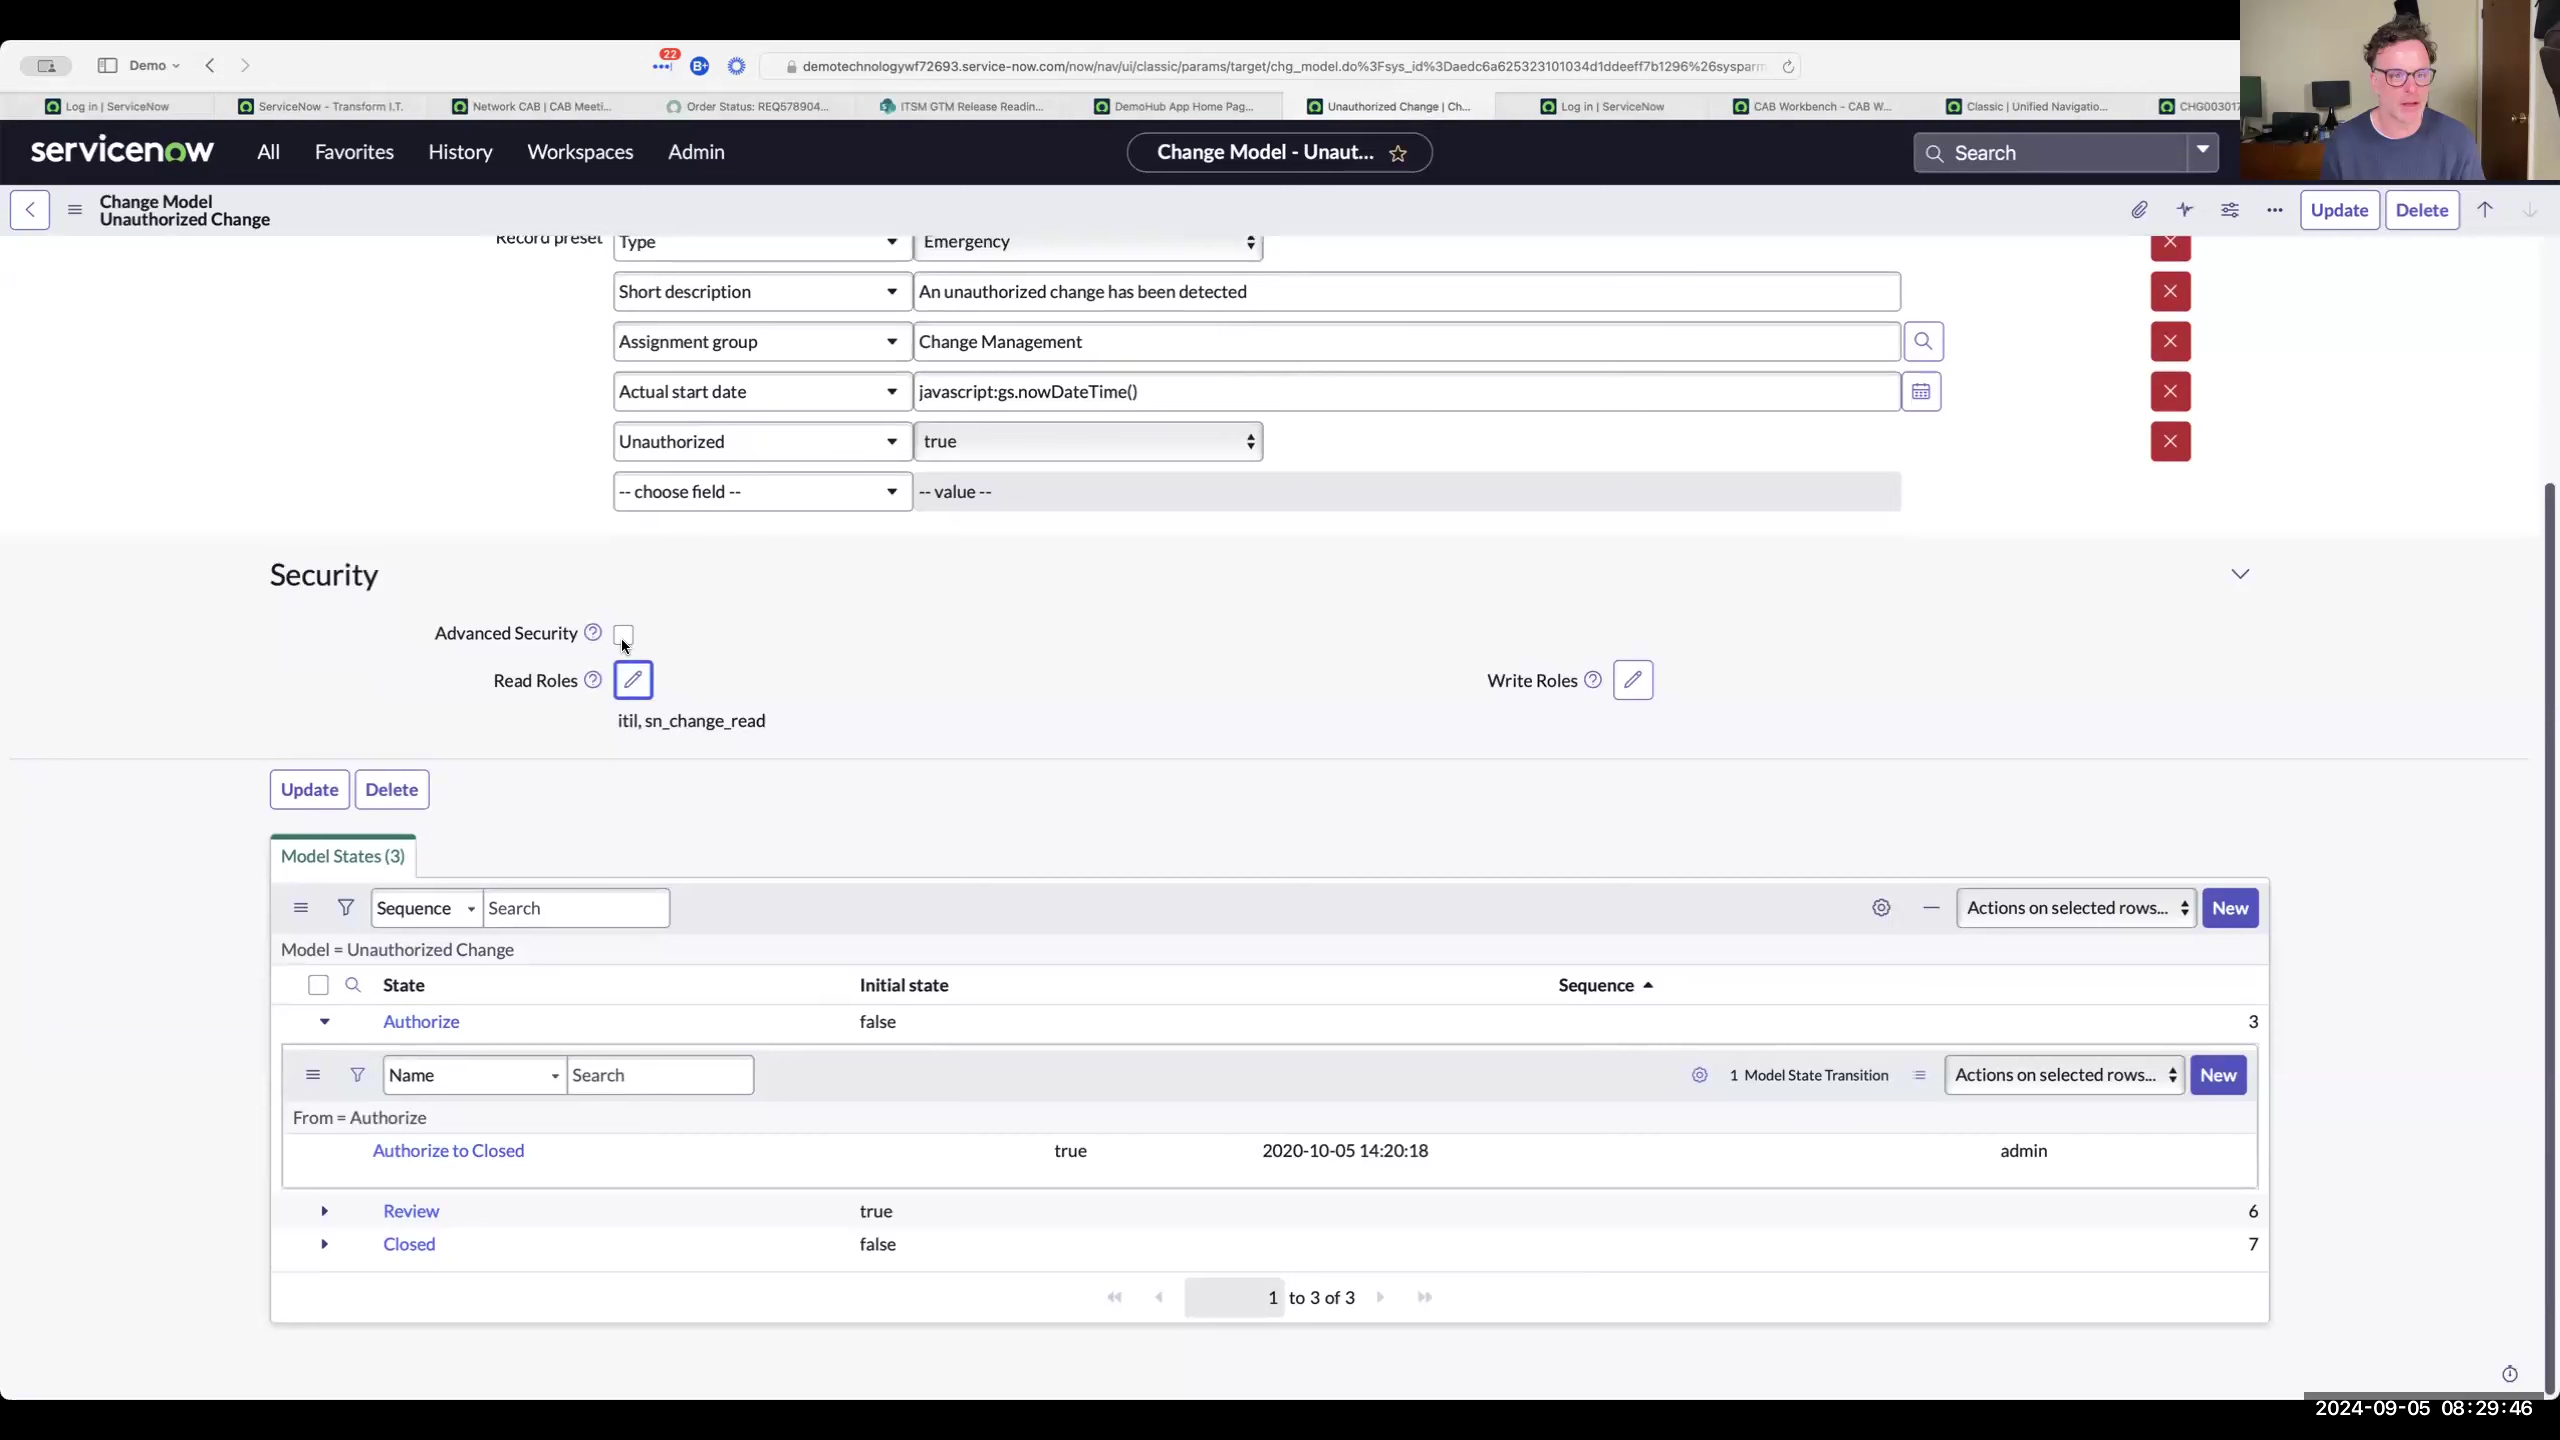 Demo
22
B+
demotechnologywf72693.service-now.com/now/nav/ui/classic/params/target/chg_model.do%3Fsys_id%3Daedc6a625323101034d1ddeeff7b1296%26sysparm
Log in | ServiceNow
ServiceNow - Transform I.T.
Network CAB | CAB Meeti...
Order Status: REQ578904...
ITSM GTM Release Readin...
DemoHub App Home Pag...
Unauthorized Change | Ch...
Log in | ServiceNow
CAB Workbench - CAB W...
Classic | Unified Navigatio...
CHG003017
servicenow
All
Favorites
History
Workspaces
Admin
Change Model - Unaut...
Search
Change Model
Unauthorized Change
Update
Delete
Record preset
Type
Emergency
Short description
An unauthorized change has been detected
Assignment group
Change Management
Actual start date
javascript:gs.nowDateTime()
Unauthorized
true
-- choose field --
-- value --
Security
Advanced Security
Read Roles
Write Roles
itil, sn_change_read
Update
Delete
Model States (3)
Sequence
Search
Actions on selected rows...
New
Model = Unauthorized Change
State
Initial state
Sequence
Authorize
false
3
Name
Search
1 Model State Transition
Actions on selected rows...
New
From = Authorize
Authorize to Closed
true
2020-10-05 14:20:18
admin
Review
true
6
Closed
false
7
1
to 3 of 3
2024-09-05 08:29:46